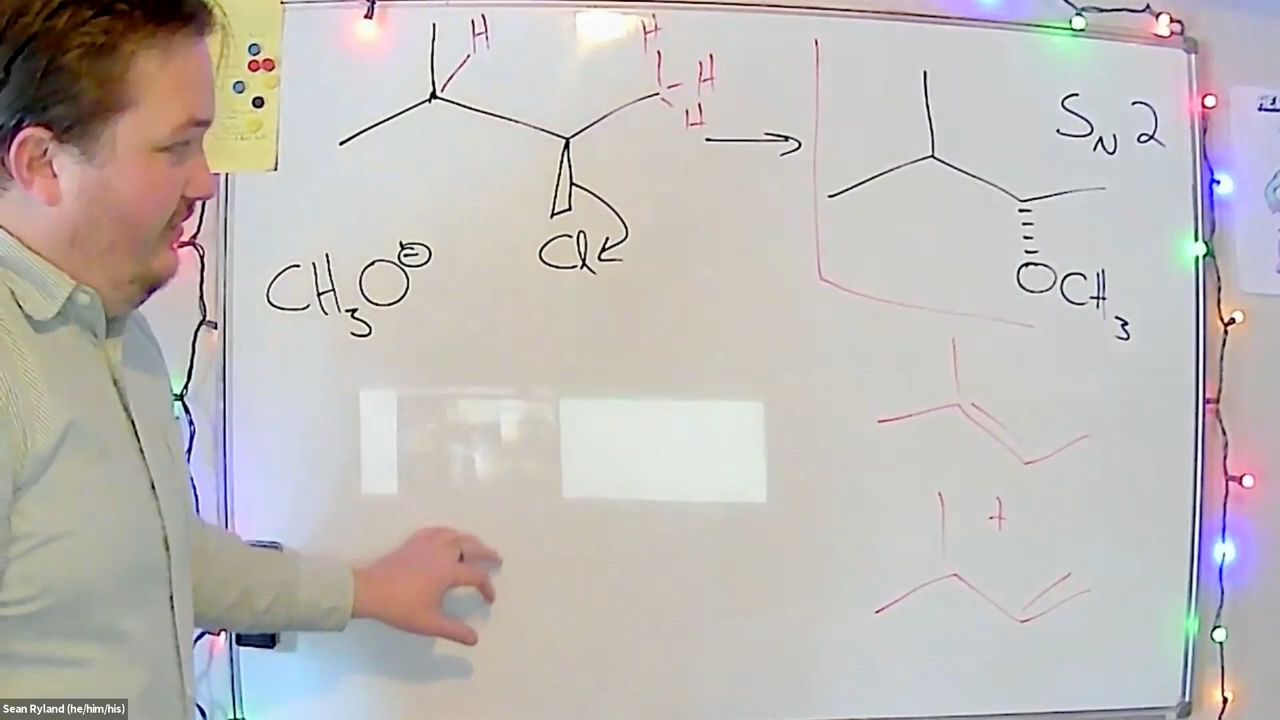 H
H
H
H
Cl
CH₃O⊖
S_N 2
OCH₃
+
Sean Ryland (he/him/his)